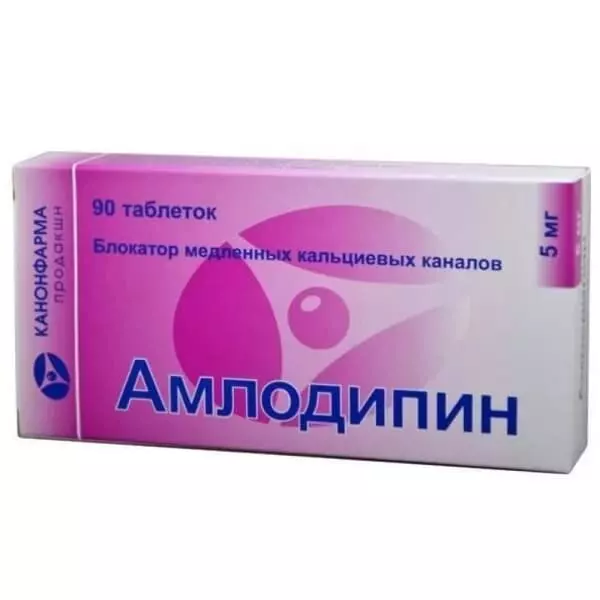 КАНОНФАРМА
продакшн
90 таблеток
Блокатор медленных кальциевых каналов
5 мг
Амлодипин